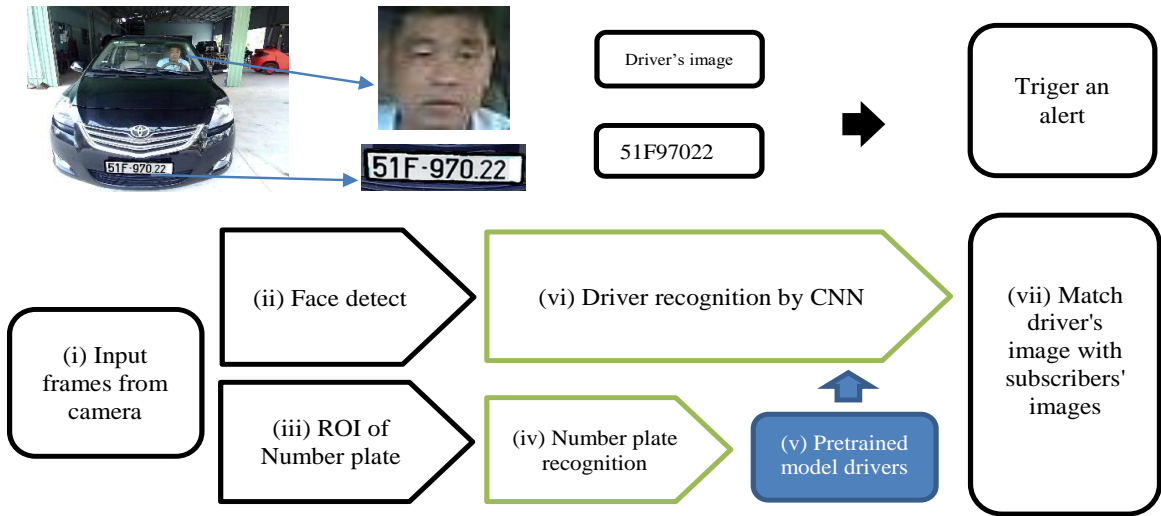 Driver's image
Triger an
alert
51F97022
51F-970.22
51F-970.22
(ii) Face detect
(vi) Driver recognition by CNN
(vii) Match
driver's
image with
subscribers'
images
(i) Input
frames from
camera
(iii) ROI of
Number plate
(iv) Number plate
recognition
(v) Pretrained
model drivers